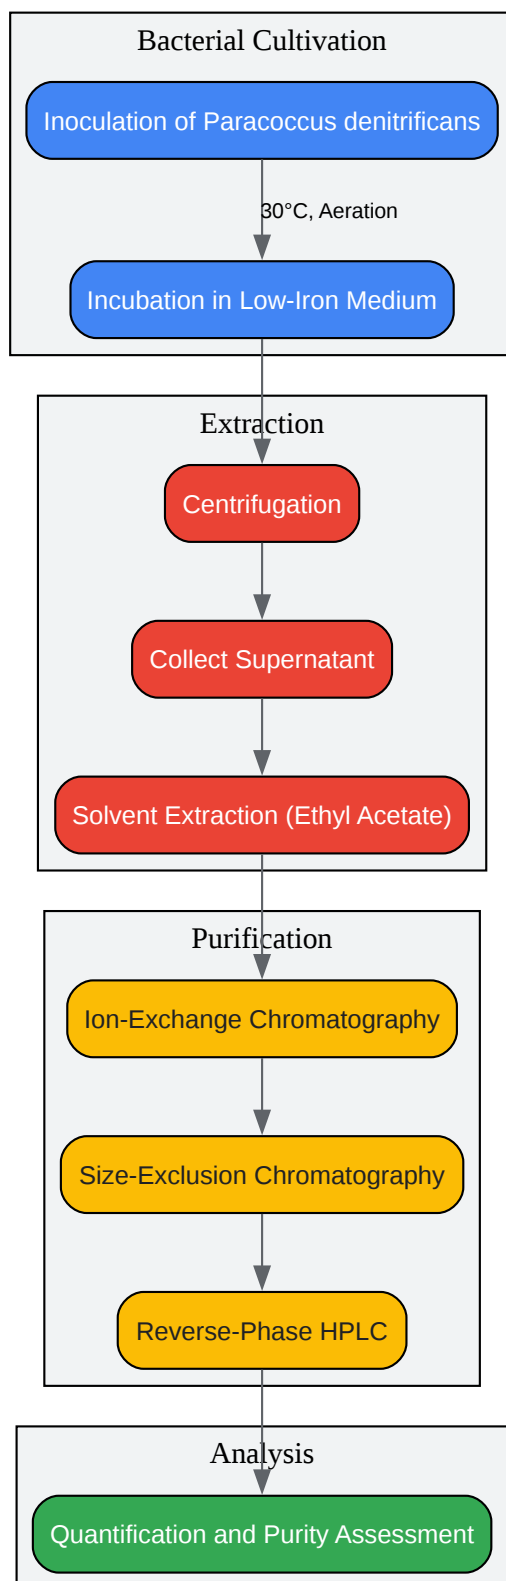 Bacterial Cultivation
Inoculation of Paracoccus denitrificans
30°C, Aeration
Incubation in Low-Iron Medium
Extraction
Centrifugation
Collect Supernatant
Solvent Extraction (Ethyl Acetate)
Purification
Ion-Exchange Chromatography
Size-Exclusion Chromatography
Reverse-Phase HPLC
Analysis
Quantification and Purity Assessment